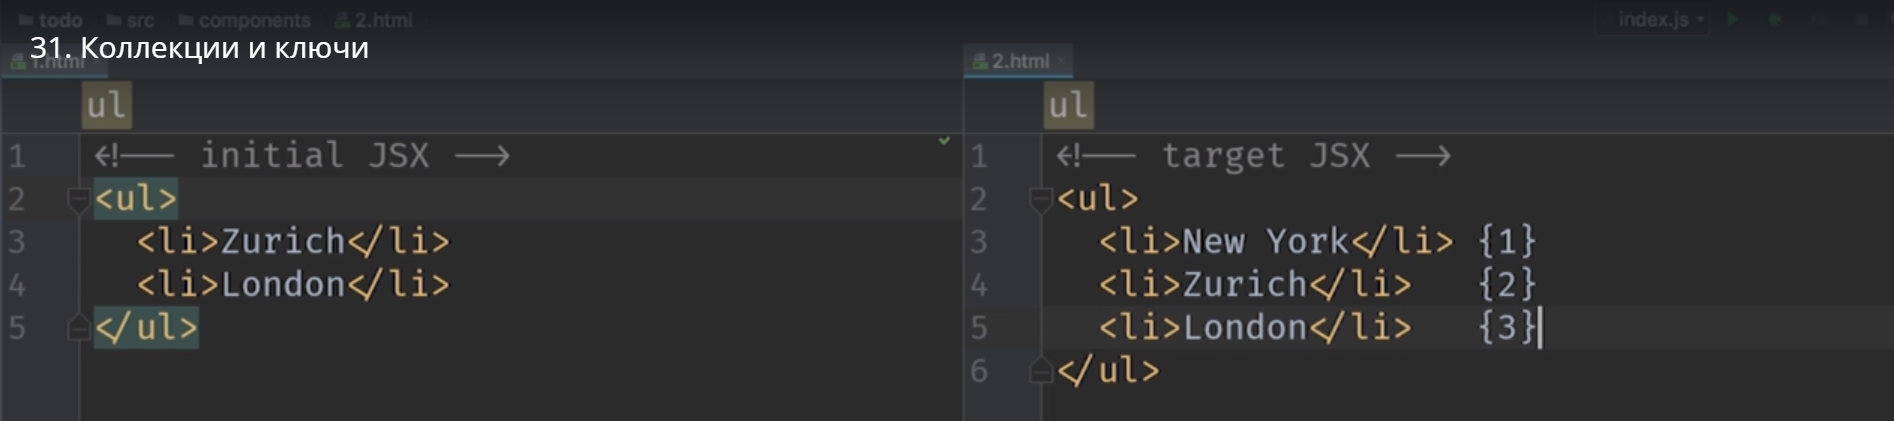 todo src components 2.html index.js
31. Коллекции и ключи
1.html
2.html
ul
ul
1 <!-- initial JSX -->
2 <ul>
3 <li>Zurich</li>
4 <li>London</li>
5 </ul>
1 <!-- target JSX -->
2 <ul>
3 <li>New York</li> {1}
4 <li>Zurich</li> {2}
5 <li>London</li> {3}
6 </ul>